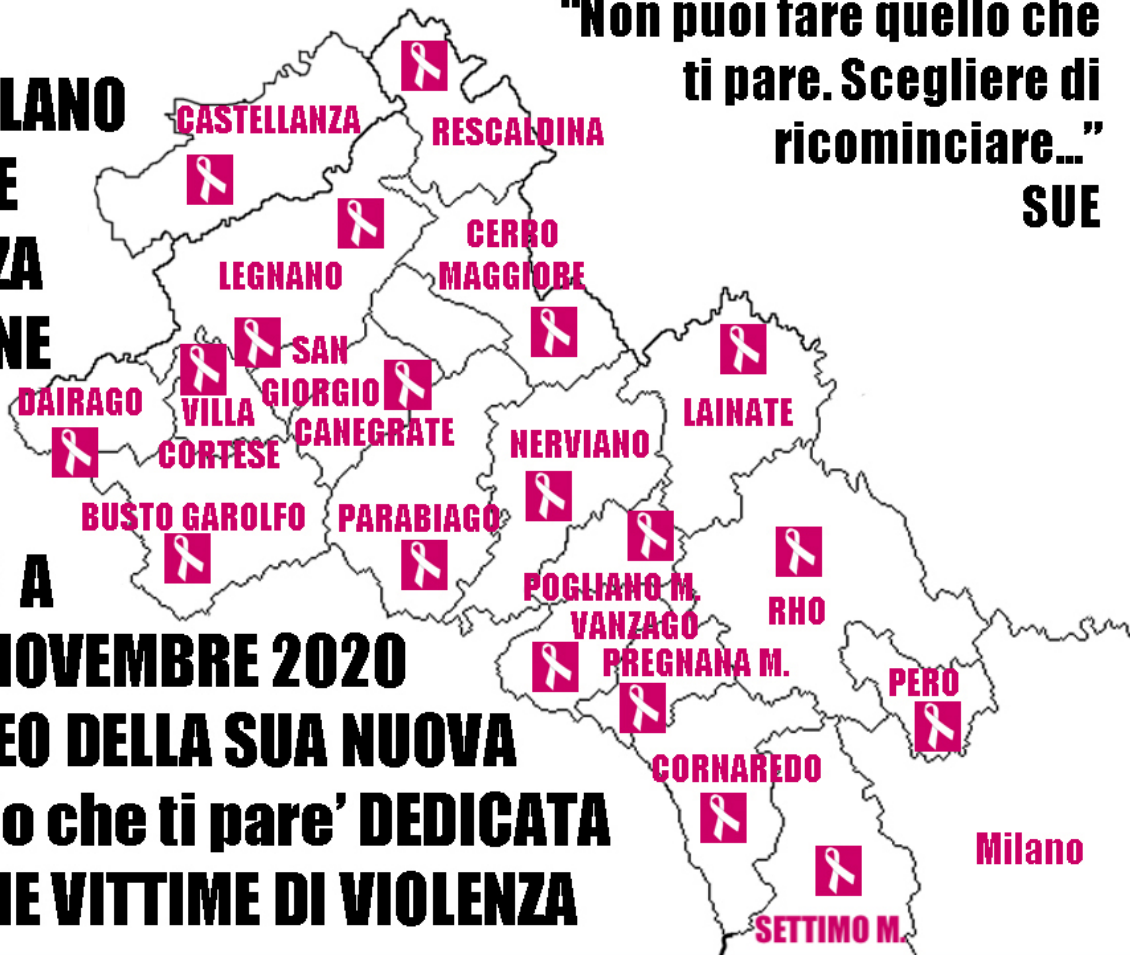 "Non puoi fare quello che
ti pare. Scegliere di
ricominciare..."
SUE
LANO
E
ZA
NE
A
NOVEMBRE 2020
EO DELLA SUA NUOVA
o che ti pare’ DEDICATA
NE VITTIME DI VIOLENZA
CASTELLANZA
RESCALDINA
CERRO
MAGGIORE
LEGNANO
SAN
GIORGIO
DAIRAGO
VILLA
CORTESE
CANEGRATE
NERVIANO
LAINATE
BUSTO GAROLFO
PARABIAGO
POGLIANO M.
VANZAGO
PREGNANA M.
RHO
PERO
CORNAREDO
Milano
SETTIMO M.